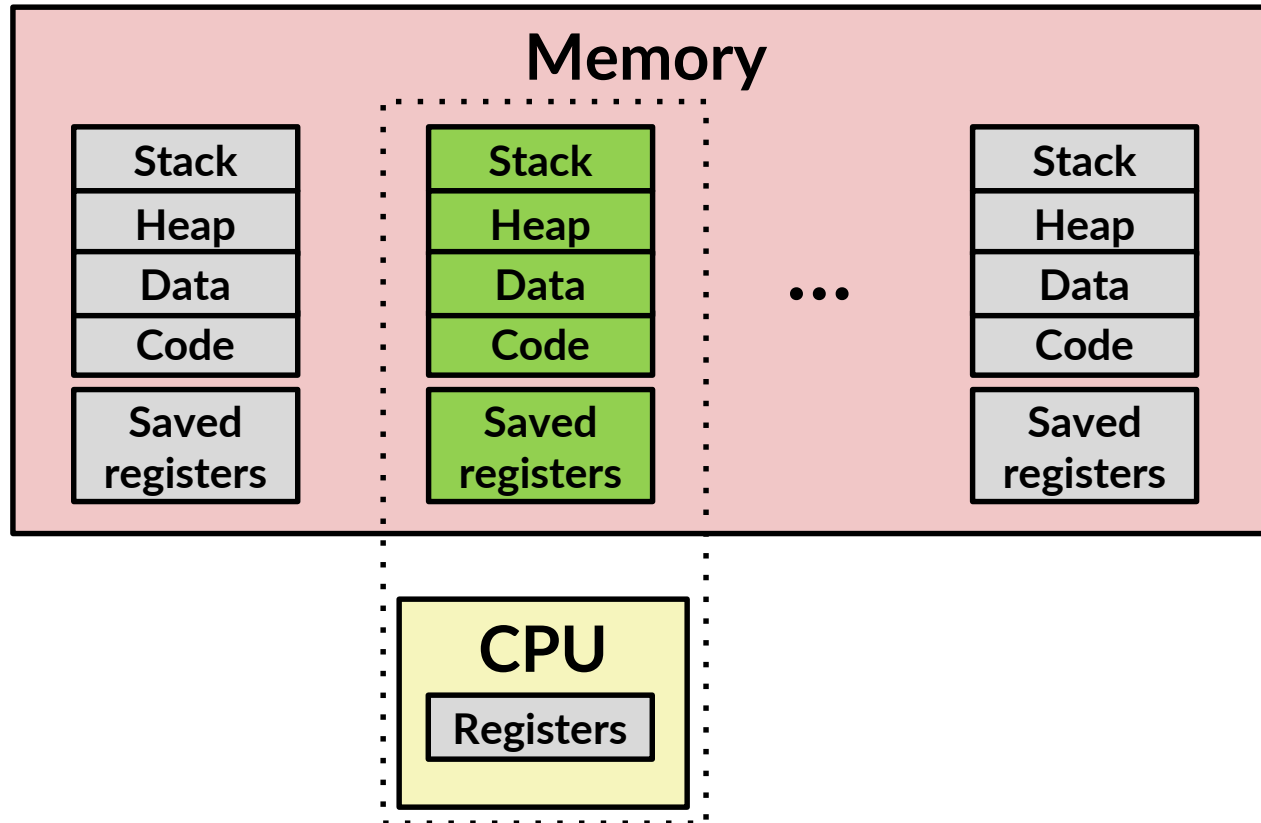 Memory
Stack
Heap
Data
Code
Saved
registers
Stack
Heap
Data
Code
Saved
registers
...
Stack
Heap
Data
Code
Saved
registers
CPU
Registers